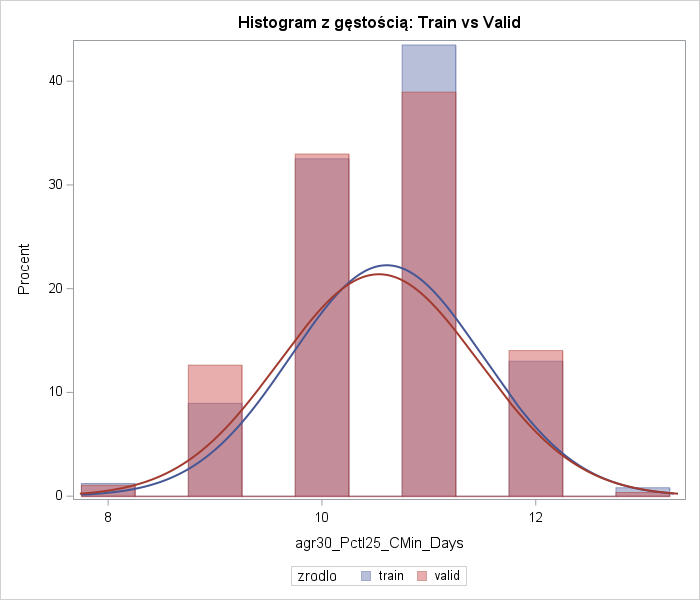 Histogram z gęstością: Train vs Valid
Procent
40
30
20
10
0
8 10 12
agr30_Pctl25_CMin_Days
zrodlo train valid